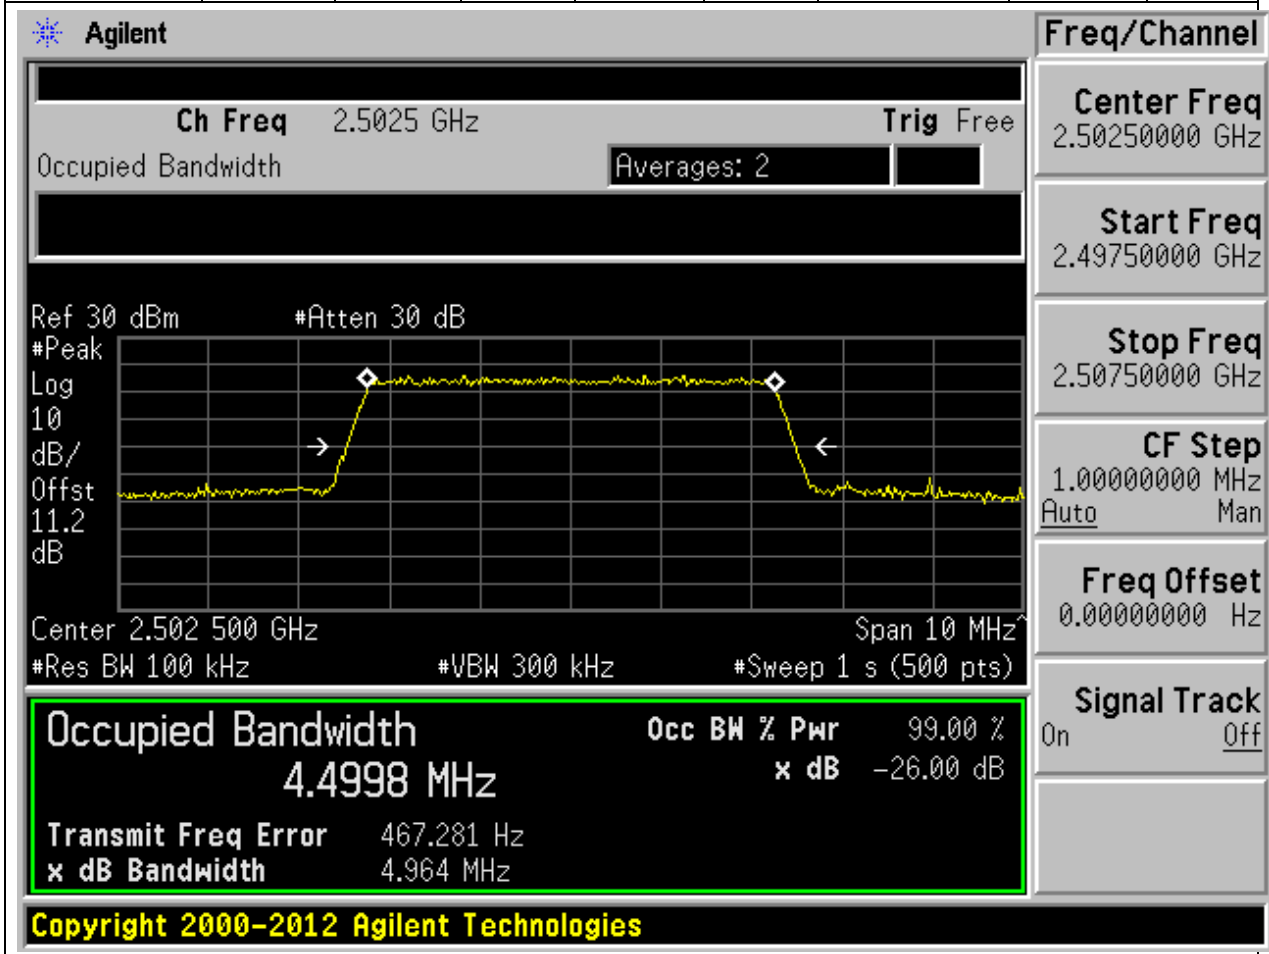 Agilent
Freq/Channel
Ch Freq 2.5025 GHz Trig Free
Occupied Bandwidth Averages: 2
Center Freq
2.50250000 GHz
Start Freq
2.49750000 GHz
Stop Freq
2.50750000 GHz
CF Step
1.00000000 MHz
Auto Man
Freq Offset
0.00000000 Hz
Signal Track
On Off
Ref 30 dBm #Atten 30 dB
#Peak
Log
10
dB/
Offst
11.2
dB
Center 2.502 500 GHz Span 10 MHz^
#Res BW 100 kHz #VBW 300 kHz #Sweep 1 s (500 pts)
Occupied Bandwidth Occ BW % Pwr 99.00 %
4.4998 MHz x dB -26.00 dB
Transmit Freq Error 467.281 Hz
x dB Bandwidth 4.964 MHz
Copyright 2000-2012 Agilent Technologies